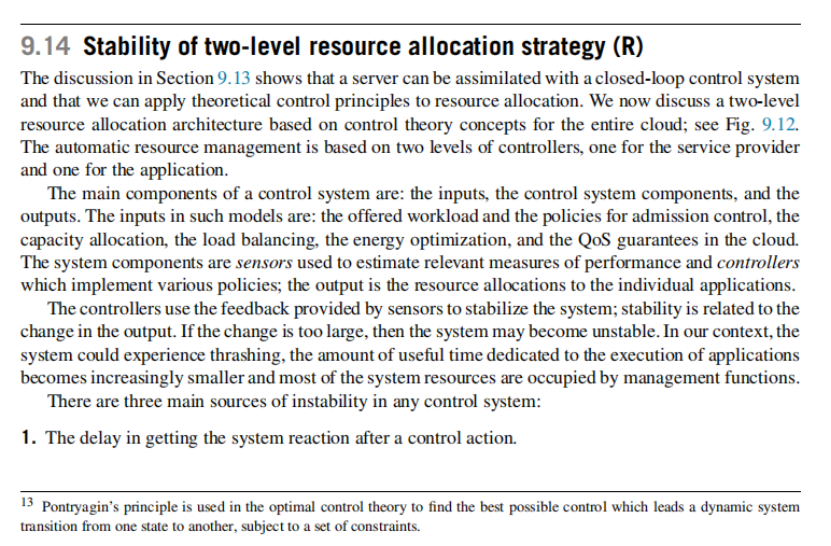 9.14 Stability of two-level resource allocation strategy (R)
The discussion in Section 9.13 shows that a server can be assimilated with a closed-loop control system
and that we can apply theoretical control principles to resource allocation. We now discuss a two-level
resource allocation architecture based on control theory concepts for the entire cloud; see Fig. 9.12.
The automatic resource management is based on two levels of controllers, one for the service provider
and one for the application.
The main components of a control system are: the inputs, the control system components, and the
outputs. The inputs in such models are: the offered workload and the policies for admission control, the
capacity allocation, the load balancing, the energy optimization, and the QoS guarantees in the cloud.
The system components are sensors used to estimate relevant measures of performance and controllers
which implement various policies; the output is the resource allocations to the individual applications.
The controllers use the feedback provided by sensors to stabilize the system; stability is related to the
change in the output. If the change is too large, then the system may become unstable. In our context, the
system could experience thrashing, the amount of useful time dedicated to the execution of applications
becomes increasingly smaller and most of the system resources are occupied by management functions.
There are three main sources of instability in any control system:
1. The delay in getting the system reaction after a control action.
13 Pontryagin's principle is used in the optimal control theory to find the best possible control which leads a dynamic system
transition from one state to another, subject to a set of constraints.